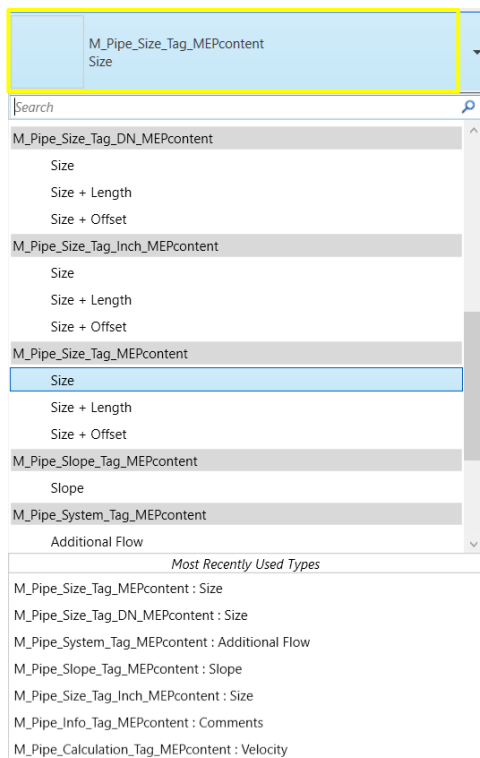 M_Pipe_Size_Tag_MEPcontent
Size
Search
M_Pipe_Size_Tag_DN_MEPcontent
Size
Size + Length
Size + Offset
M_Pipe_Size_Tag_Inch_MEPcontent
Size
Size + Length
Size + Offset
M_Pipe_Size_Tag_MEPcontent
Size
Size + Length
Size + Offset
M_Pipe_Slope_Tag_MEPcontent
Slope
M_Pipe_System_Tag_MEPcontent
Additional Flow
Most Recently Used Types
M_Pipe_Size_Tag_MEPcontent : Size
M_Pipe_Size_Tag_DN_MEPcontent : Size
M_Pipe_System_Tag_MEPcontent : Additional Flow
M_Pipe_Slope_Tag_MEPcontent : Slope
M_Pipe_Size_Tag_Inch_MEPcontent : Size
M_Pipe_Info_Tag_MEPcontent : Comments
M_Pipe_Calculation_Tag_MEPcontent : Velocity